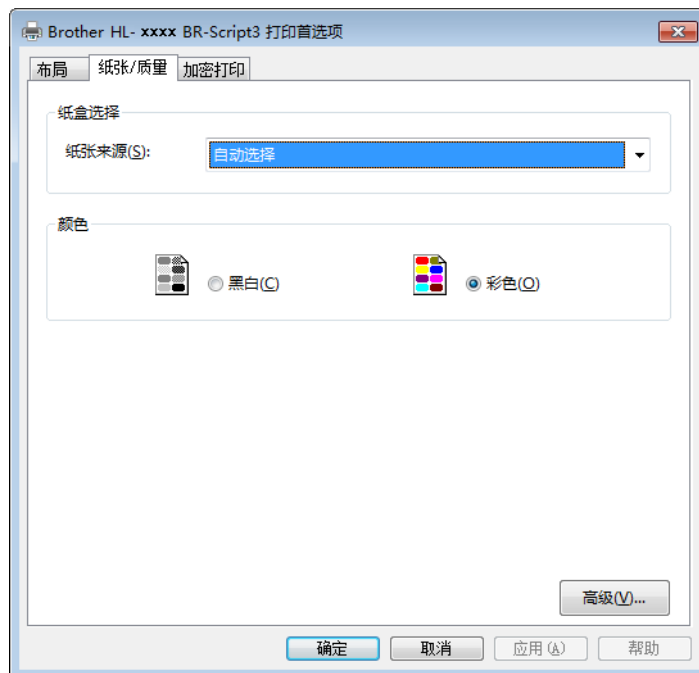 Brother HL- xxxx BR-Script3 打印首选项
布局 纸张/质量 加密打印
纸盒选择
纸张来源(S): 自动选择
颜色
黑白(C) 彩色(O)
高级(V)...
确定 取消 应用(A) 帮助